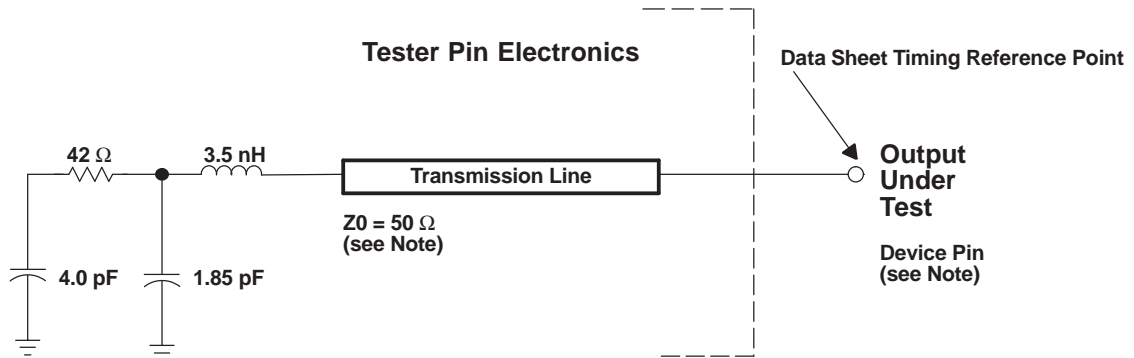 Tester Pin Electronics
Data Sheet Timing Reference Point
42 Ω
3.5 nH
Transmission Line
Output
Under
Test
Z0 = 50 Ω
(see Note)
Device Pin
(see Note)
4.0 pF
1.85 pF